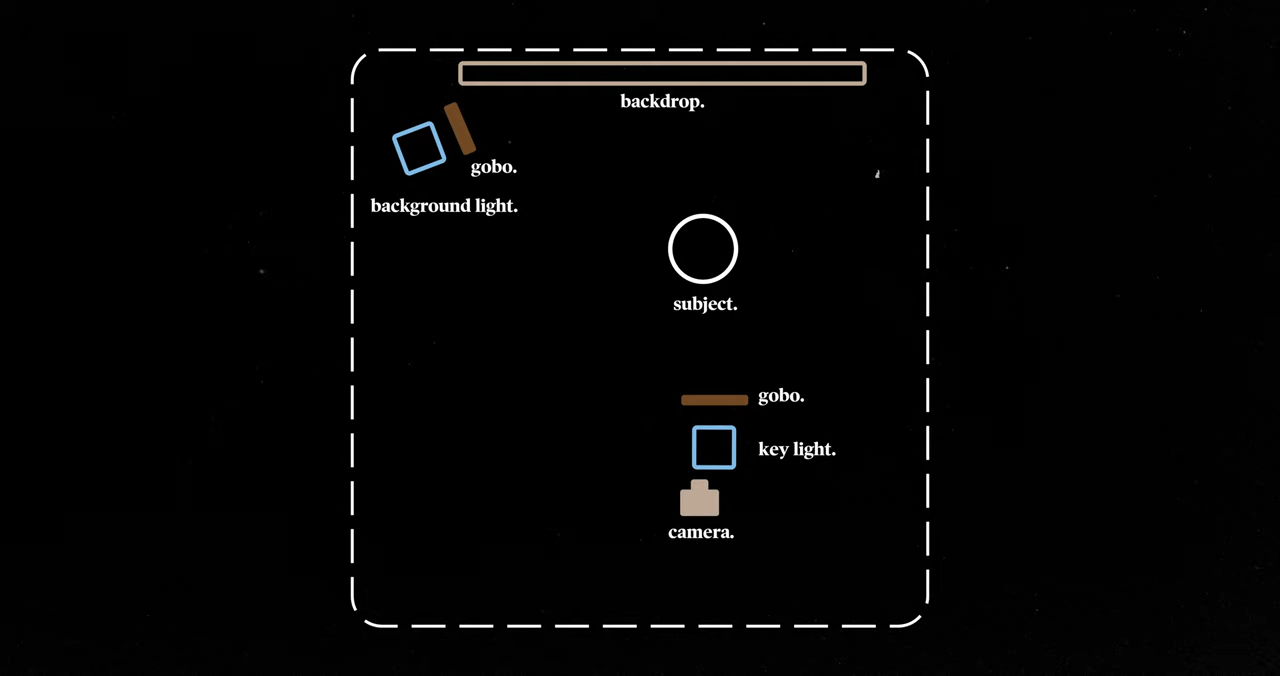 backdrop.
gobo.
background light.
subject.
gobo.
key light.
camera.